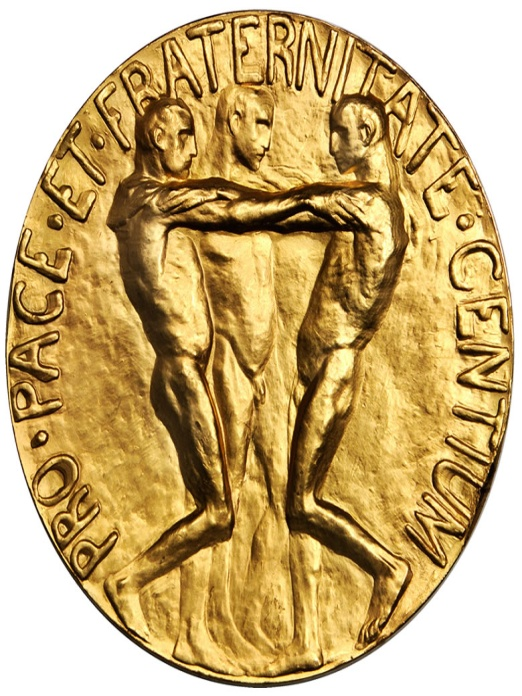 PRO · PACE · ET · FRATERNITATE · GENTIUM